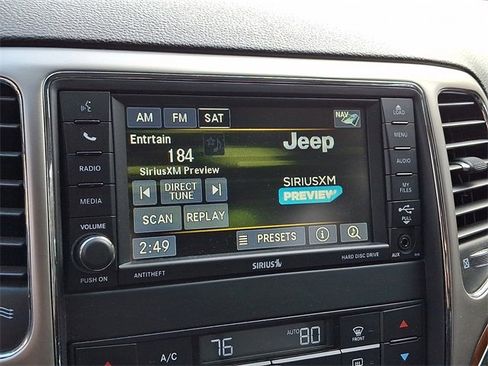 AM FM SAT NAV
Entrtain
184
Jeep
SiriusXM Preview
DIRECT
TUNE
SIRIUSXM
PREVIEW
SCAN REPLAY
2:49 PRESETS i
RADIO
MEDIA
VOLUME
PUSH ON
ANTITHEFT
SIRIUS
HARD DISC DRIVE
LOAD
MENU
AUDIO
MY
FILES
PULL
AUX
A/C
76
AUTO 80
FRONT